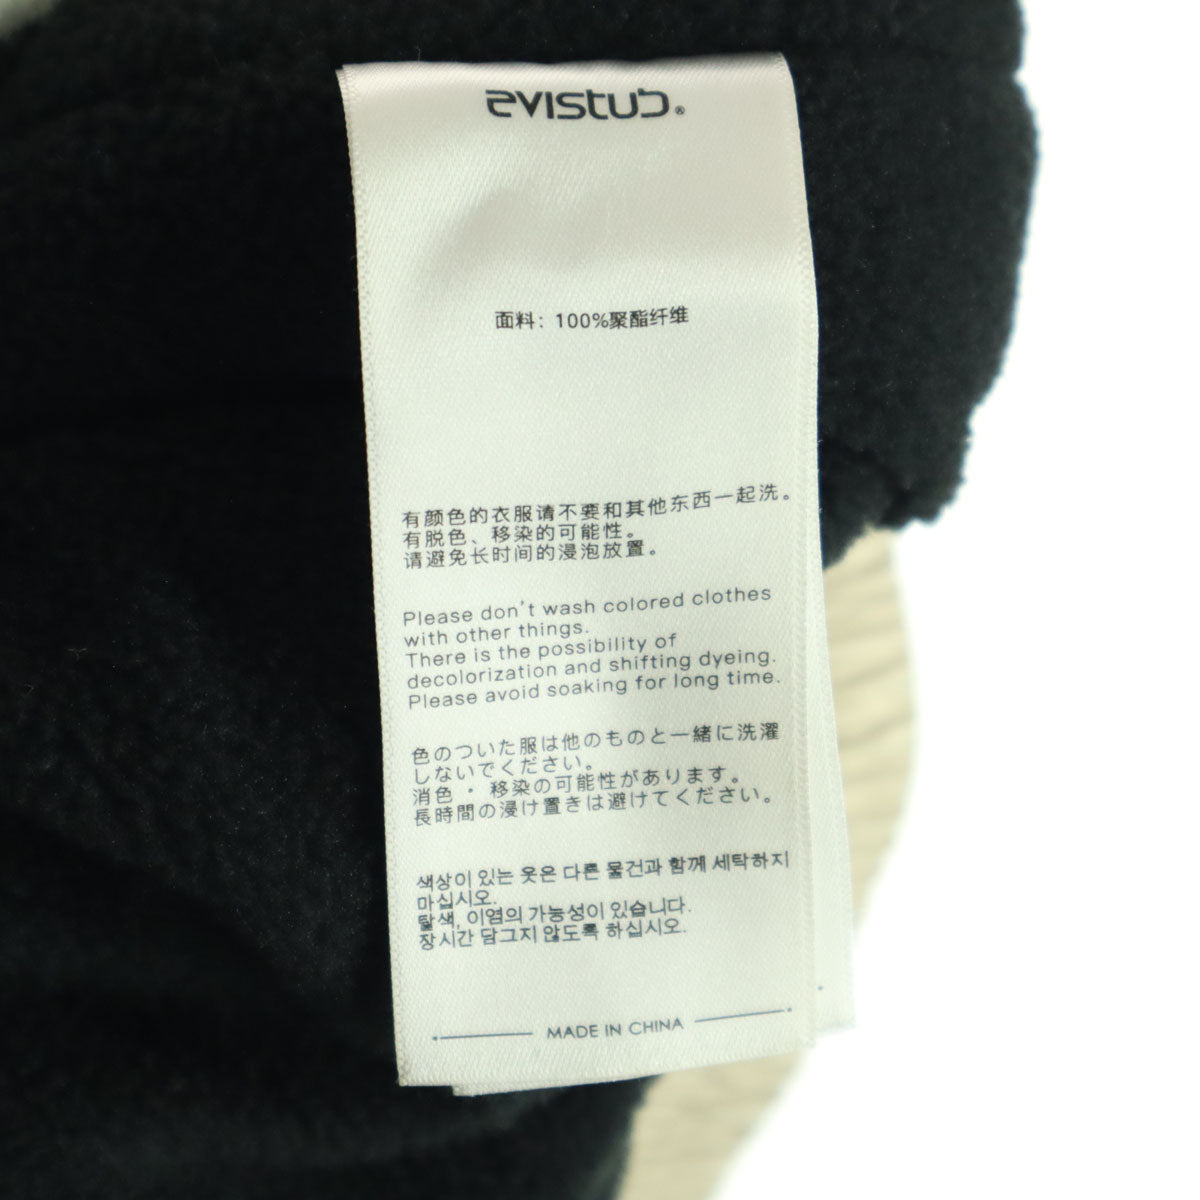 eVIStUD®
面料：100%聚酯纤维
有颜色的衣服请不要和其他东西一起洗。
有脱色、移染的可能性。
请避免长时间的浸泡放置。
Please don't wash colored clothes
with other things.
There is the possibility of
decolorization and shifting dyeing.
Please avoid soaking for long time.
色のついた服は他のものと一緒に洗濯
しないでください。
消色・移染の可能性があります。
長時間の浸け置きは避けてください。
색상이 있는 옷은 다른 물건과 함께 세탁하지
마십시오.
탈색, 이염의 가능성이 있습니다.
장시간 담그지 않도록 하십시오.
MADE IN CHINA